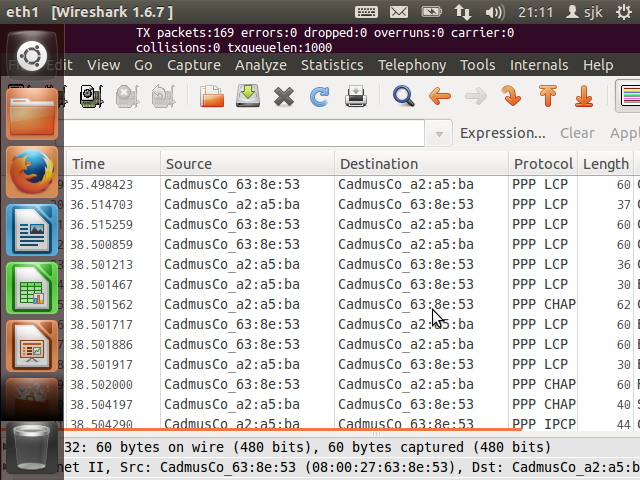 eth1 [Wireshark 1.6.7 ] 21:11 sjk
TX packets:169 errors:0 dropped:0 overruns:0 carrier:0
collisions:0 txqueuelen:1000
View Go Capture Analyze Statistics Telephony Tools Internals Help
Expression... Clear
Time Source Destination Protocol Length
35.498423 CadmusCo_63:8e:53 CadmusCo_a2:a5:ba PPP LCP 60
36.514703 CadmusCo_a2:a5:ba CadmusCo_63:8e:53 PPP LCP 37
36.515259 CadmusCo_63:8e:53 CadmusCo_a2:a5:ba PPP LCP 60
38.500859 CadmusCo_63:8e:53 CadmusCo_a2:a5:ba PPP LCP 60
38.501213 CadmusCo_a2:a5:ba CadmusCo_63:8e:53 PPP LCP 36
38.501467 CadmusCo_a2:a5:ba CadmusCo_63:8e:53 PPP LCP 30
38.501562 CadmusCo_a2:a5:ba CadmusCo_63:8e:53 PPP CHAP 62
38.501717 CadmusCo_63:8e:53 CadmusCo_a2:a5:ba PPP LCP 60
38.501886 CadmusCo_63:8e:53 CadmusCo_a2:a5:ba PPP LCP 60
38.501917 CadmusCo_a2:a5:ba CadmusCo_63:8e:53 PPP LCP 30
38.502000 CadmusCo_63:8e:53 CadmusCo_a2:a5:ba PPP CHAP 60
38.504197 CadmusCo_a2:a5:ba CadmusCo_63:8e:53 PPP CHAP 40
38.504290 CadmusCo_a2:a5:ba CadmusCo_63:8e:53 PPP IPCP 44
32: 60 bytes on wire (480 bits), 60 bytes captured (480 bits)
net II, Src: CadmusCo_63:8e:53 (08:00:27:63:8e:53), Dst: CadmusCo_a2:a5:b